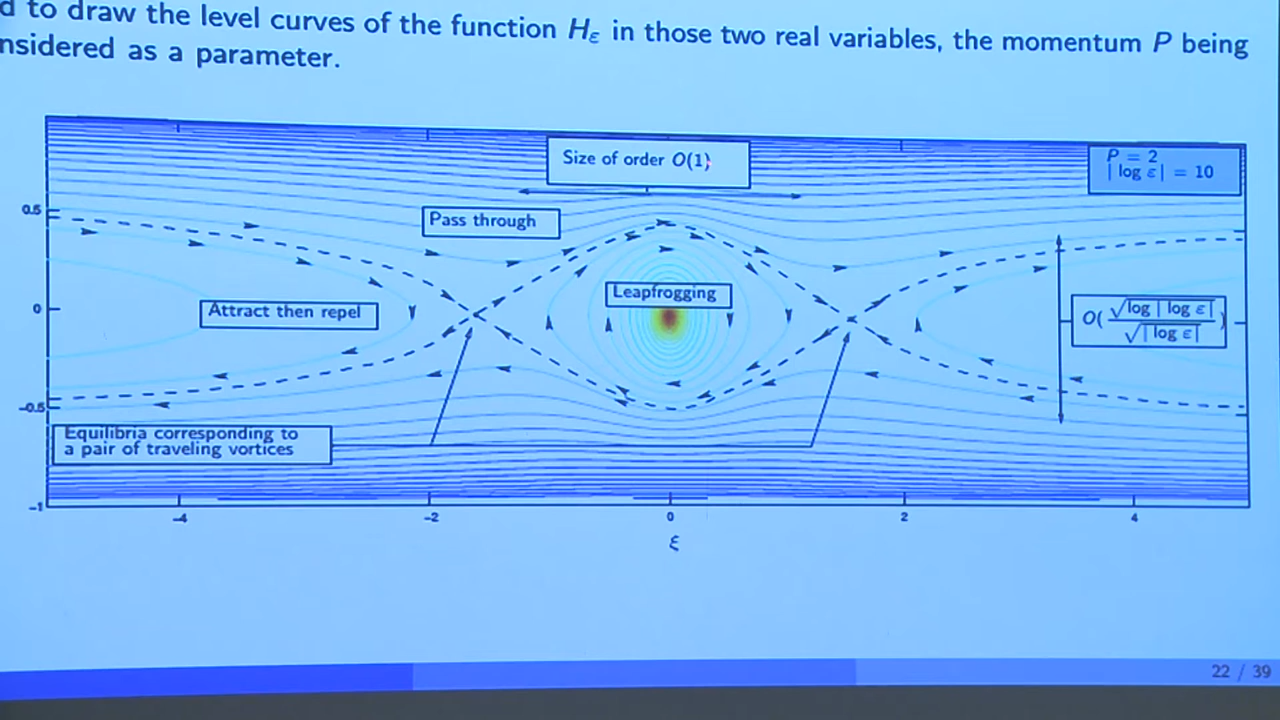 to draw the level curves of the function Hε in those two real variables, the momentum P being
as a parameter.
Size of order O(1)
P = 2
| log ε| = 10
0.5
Pass through
Leapfrogging
Attract then repel
0
O(√log | log ε| / √| log ε|)
-0.5
Equilibria corresponding to
a pair of traveling vortices
-1
-4 -2 0 2 4
ξ
22 / 39